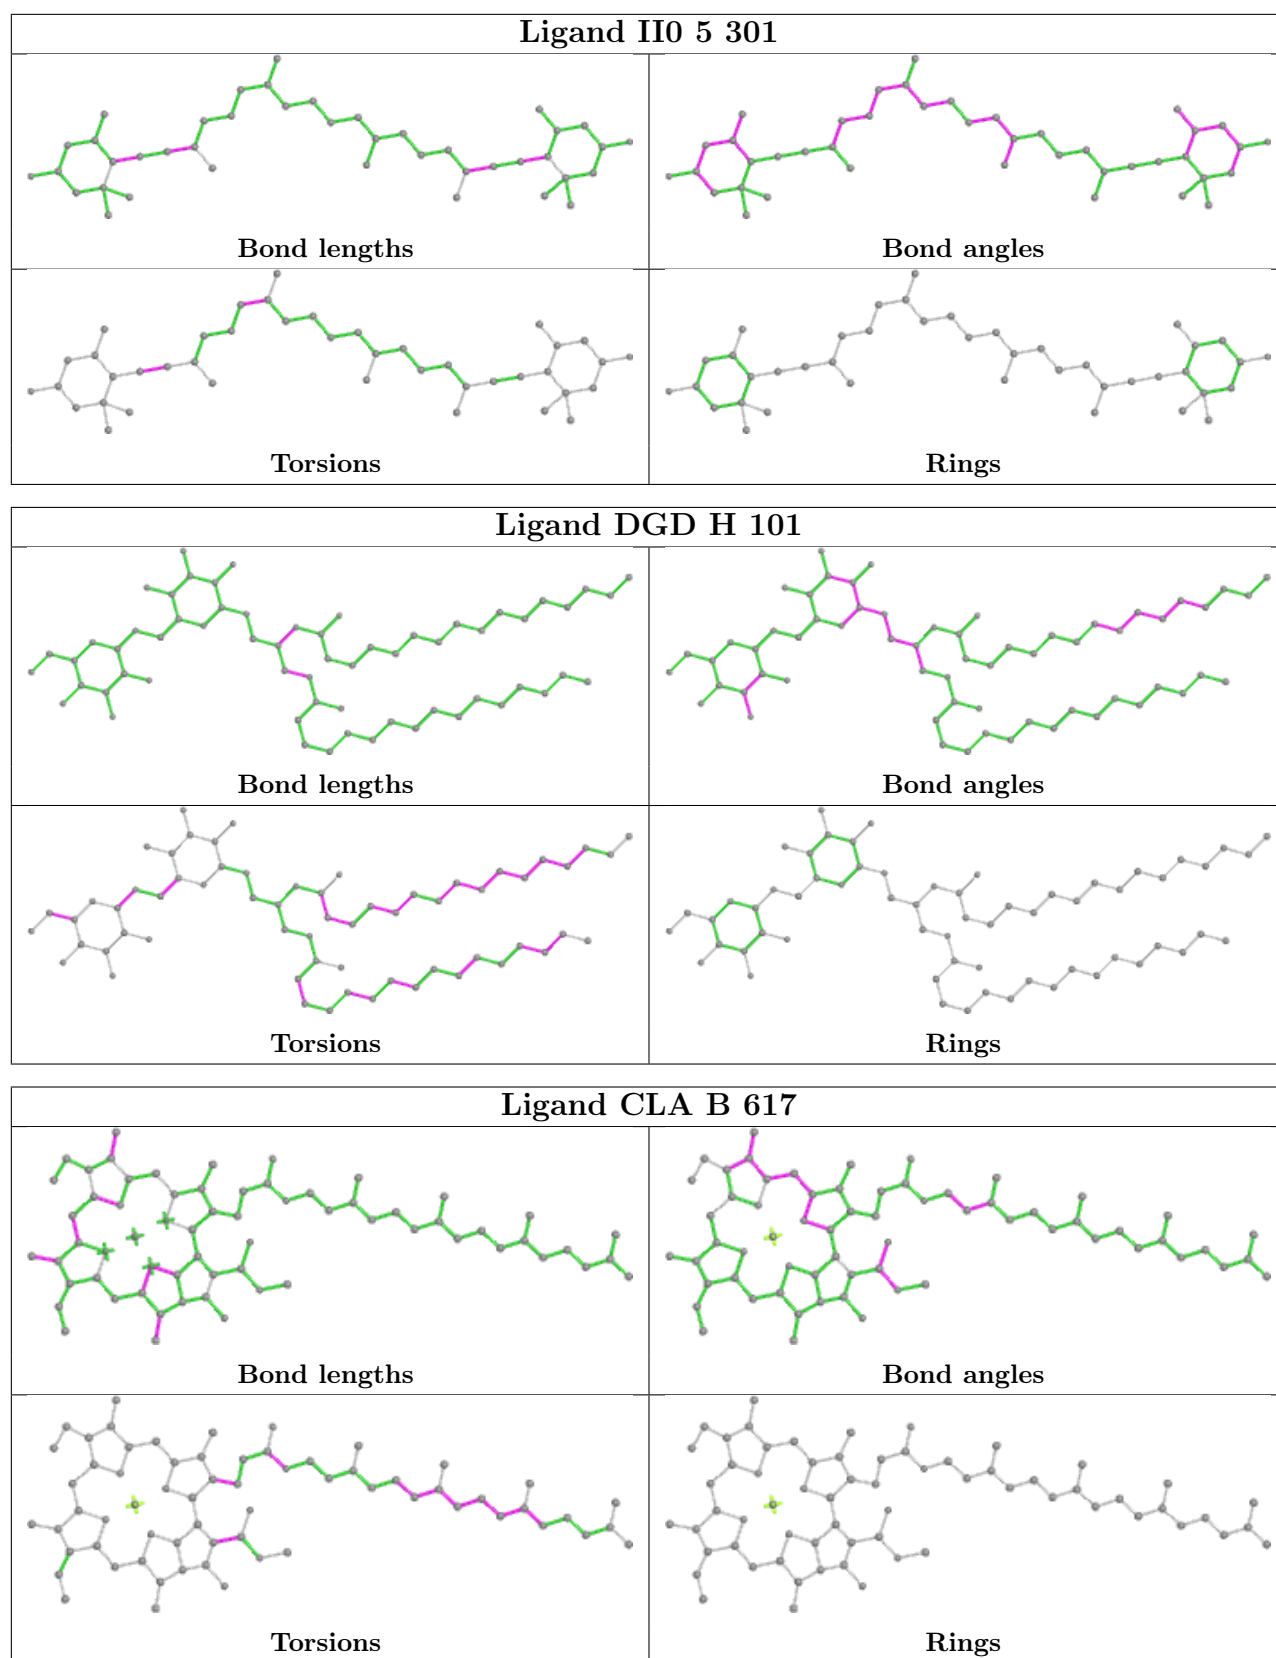 Ligand II0 5 301
Bond lengths
Bond angles
Torsions
Rings
Ligand DGD H 101
Bond lengths
Bond angles
Torsions
Rings
Ligand CLA B 617
Bond lengths
Bond angles
Torsions
Rings